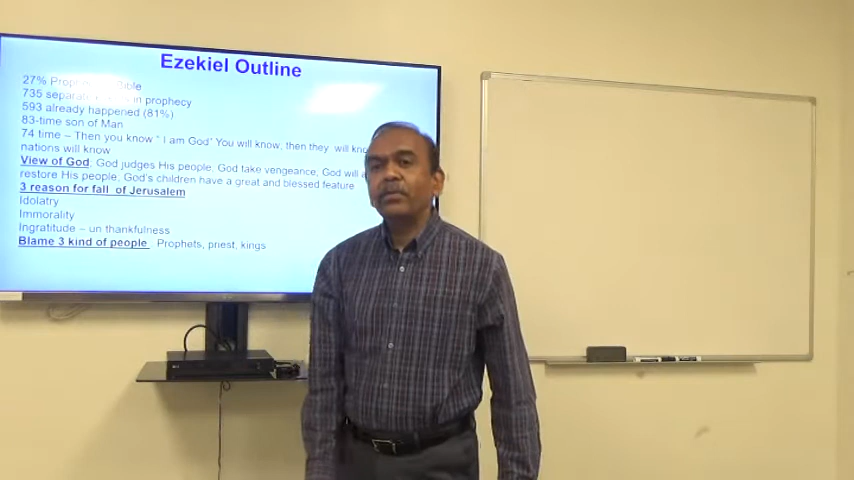 Ezekiel Outline
27% Bible
735 separate in prophecy
593 already happened (81%)
83-time son of Man
74 time – Then you know " I am God" You will know, then they will
nations will know
View of God: God judges His people, God take vengeance, God will
restore His people, God's children have a great and blessed feature
3 reason for fall of Jerusalem
Idolatry
Immorality
Ingratitude – un thankfulness
Blame 3 kind of people Prophets, priest, kings